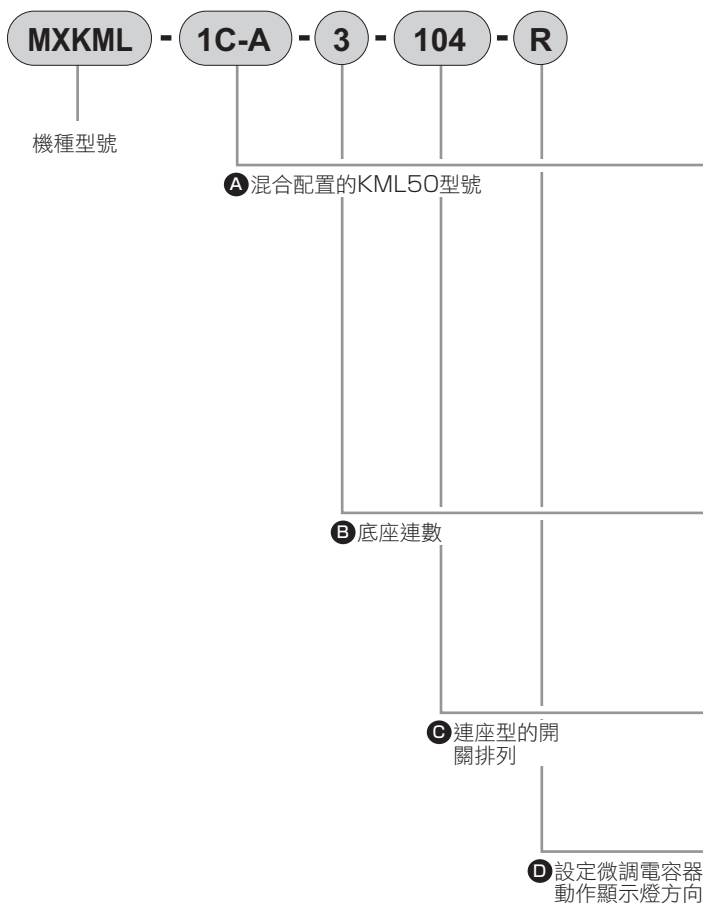 MXKML - 1C-A - 3 - 104 - R
機種型號
A混合配置的KML50型號
B底座連數
C連座型的開
關排列
D設定微調電容器
動作顯示燈方向